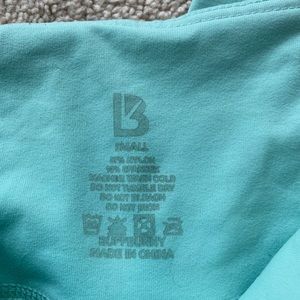 B
SMALL
NYLON
SPANDEX
MACHINE WASH COLD
DO NOT TUMBLE DRY
DO NOT BLEACH
DO NOT IRON
BUFFBUNNY
MADE IN CHINA